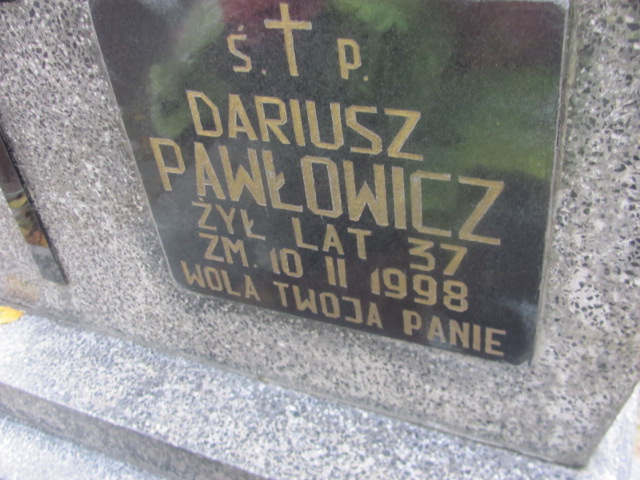 Ś. † P.
DARIUSZ
PAWŁOWICZ
ŻYŁ LAT 37
ZM. 10 II 1998
WOLA TWOJA PANIE